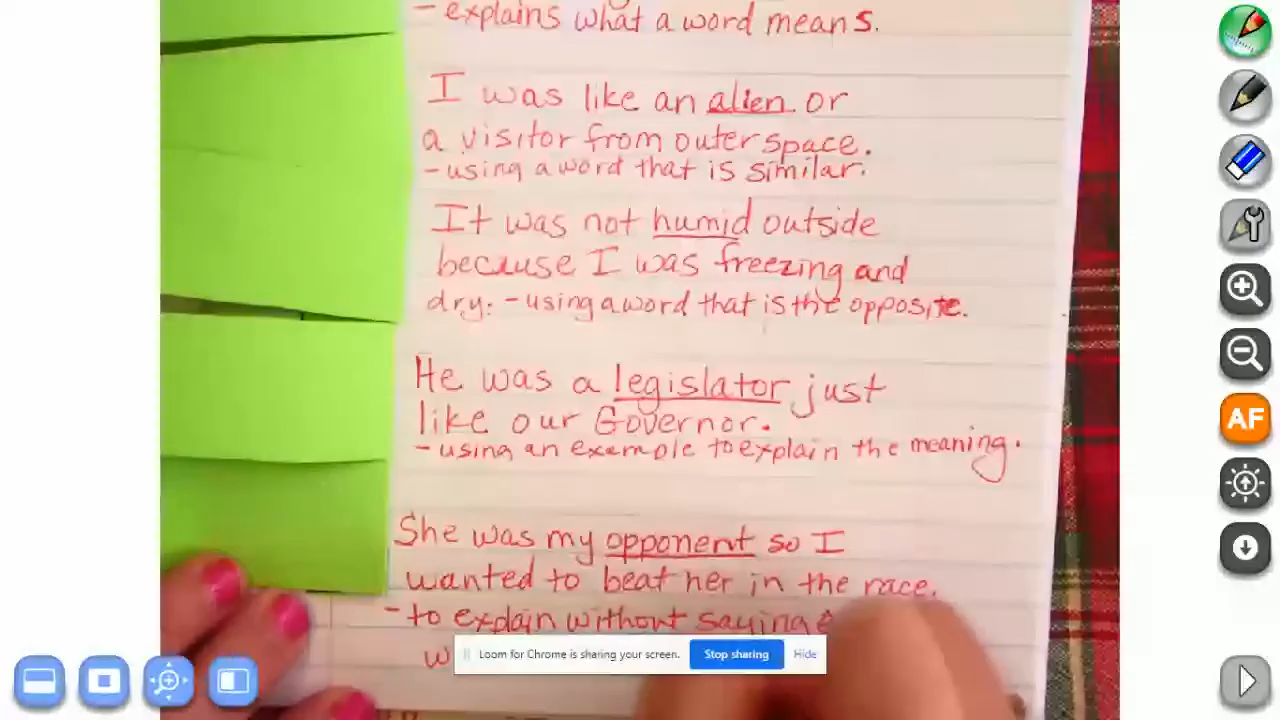 - explains what a word means.
I was like an alien or
a visitor from outer space.
- using a word that is similar.
It was not humid outside
because I was freezing and
dry. - using a word that is the opposite.
He was a legislator just
like our Governor.
- using an example to explain the meaning.
She was my opponent so I
wanted to beat her in the race.
- to explain without saying
Loom for Chrome is sharing your screen. Stop sharing Hide
AF